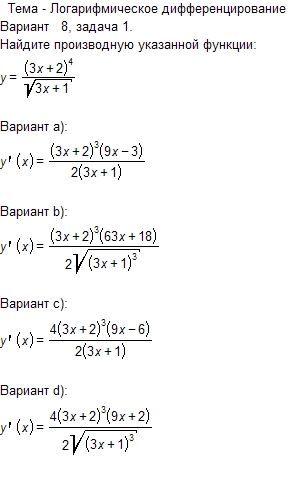 Тема - Логарифмическое дифференцирование
Вариант 8, задача 1.
Найдите производную указанной функции:
y = (3x+2)^4 / √(3x+1)
Вариант a):
y'(x) = (3x+2)^3(9x−3) / 2(3x+1)
Вариант b):
y'(x) = (3x+2)^3(63x+18) / 2√((3x+1)^3)
Вариант c):
y'(x) = 4(3x+2)^3(9x−6) / 2(3x+1)
Вариант d):
y'(x) = 4(3x+2)^3(9x+2) / 2√((3x+1)^3)